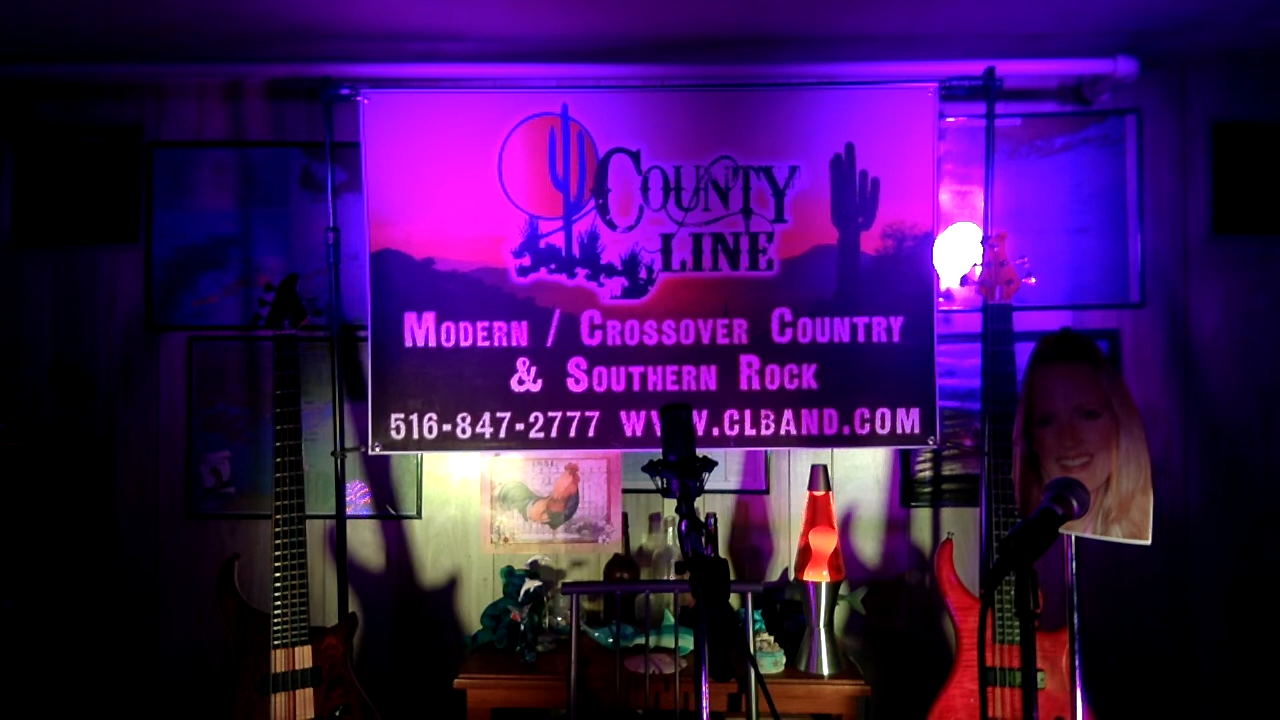 County
Line
Modern / Crossover Country
& Southern Rock
516-847-2777 www.clband.com